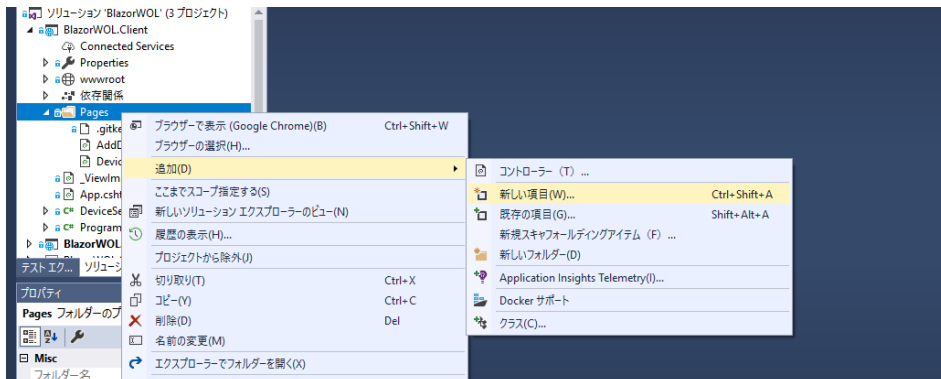 ソリューション 'BlazorWOL' (3 プロジェクト)
BlazorWOL.Client
Connected Services
Properties
wwwroot
依存関係
Pages
.gitke
AddD
Devic
_ViewIm
App.csht
C# DeviceSe
C# Program
BlazorWOL
テスト エク... ソリューシ
プロパティ
Pages フォルダーのプ
Misc
フォルダー名
ブラウザーで表示 (Google Chrome)(B) Ctrl+Shift+W
ブラウザーの選択(H)...
追加(D)
ここまでスコープ指定する(S)
新しいソリューション エクスプローラーのビュー(N)
履歴の表示(H)...
プロジェクトから除外(J)
切り取り(T) Ctrl+X
コピー(Y) Ctrl+C
削除(D) Del
名前の変更(M)
エクスプローラーでフォルダーを開く(X)
コントローラー (T) ...
新しい項目(W)... Ctrl+Shift+A
既存の項目(G)... Shift+Alt+A
新規スキャフォールディングアイテム (F) ...
新しいフォルダー(D)
Application Insights Telemetry(I)...
Docker サポート
クラス(C)...